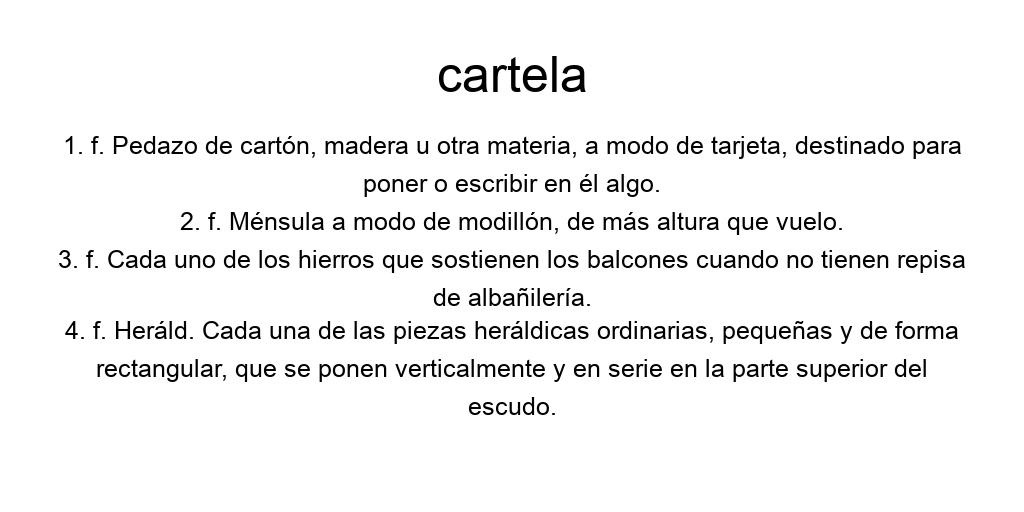 cartela
1. f. Pedazo de cartón, madera u otra materia, a modo de tarjeta, destinado para
poner o escribir en él algo.
2. f. Ménsula a modo de modillón, de más altura que vuelo.
3. f. Cada uno de los hierros que sostienen los balcones cuando no tienen repisa
de albañilería.
4. f. Heráld. Cada una de las piezas heráldicas ordinarias, pequeñas y de forma
rectangular, que se ponen verticalmente y en serie en la parte superior del
escudo.